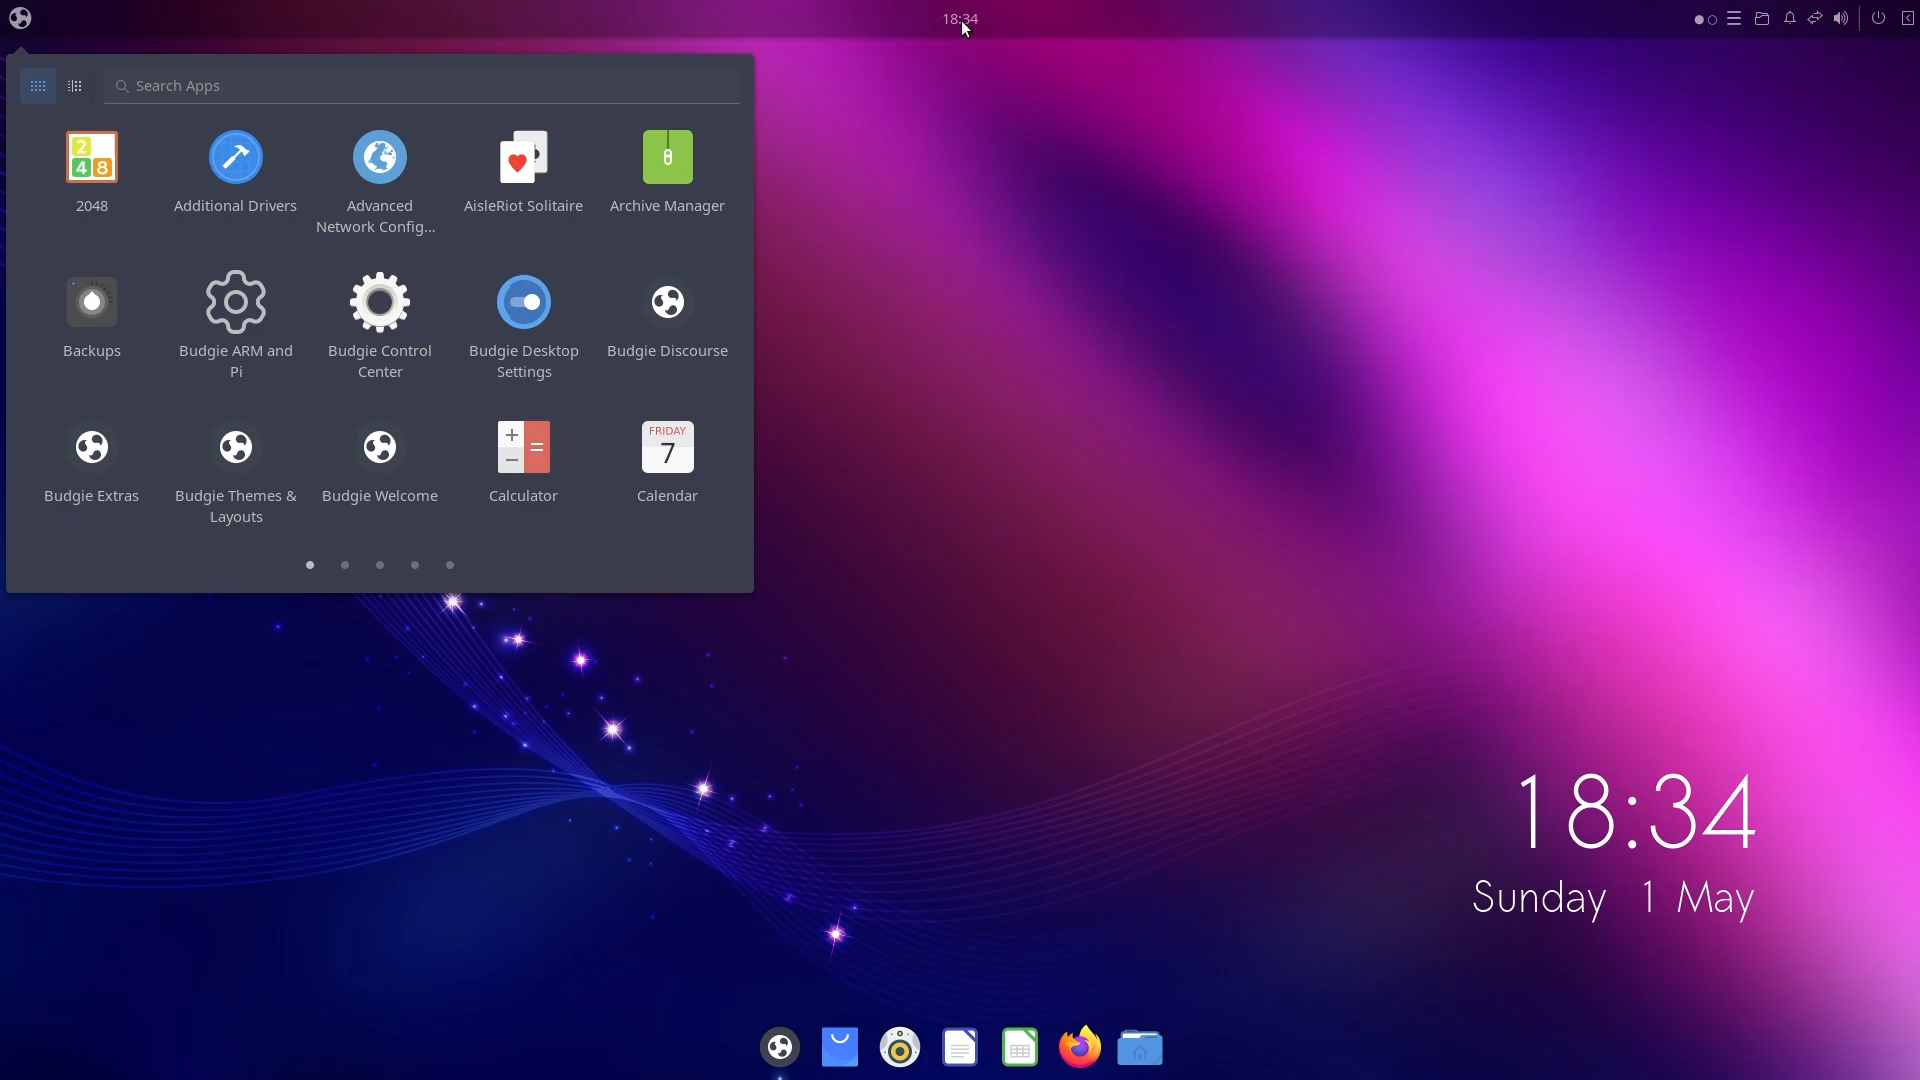 18:34
Search Apps
2
4 8
2048
Additional Drivers
Advanced
Network Config...
AisleRiot Solitaire
Archive Manager
Backups
Budgie ARM and
Pi
Budgie Control
Center
Budgie Desktop
Settings
Budgie Discourse
FRIDAY
7
Budgie Extras
Budgie Themes &
Layouts
Budgie Welcome
Calculator
Calendar
18:34
Sunday 1 May